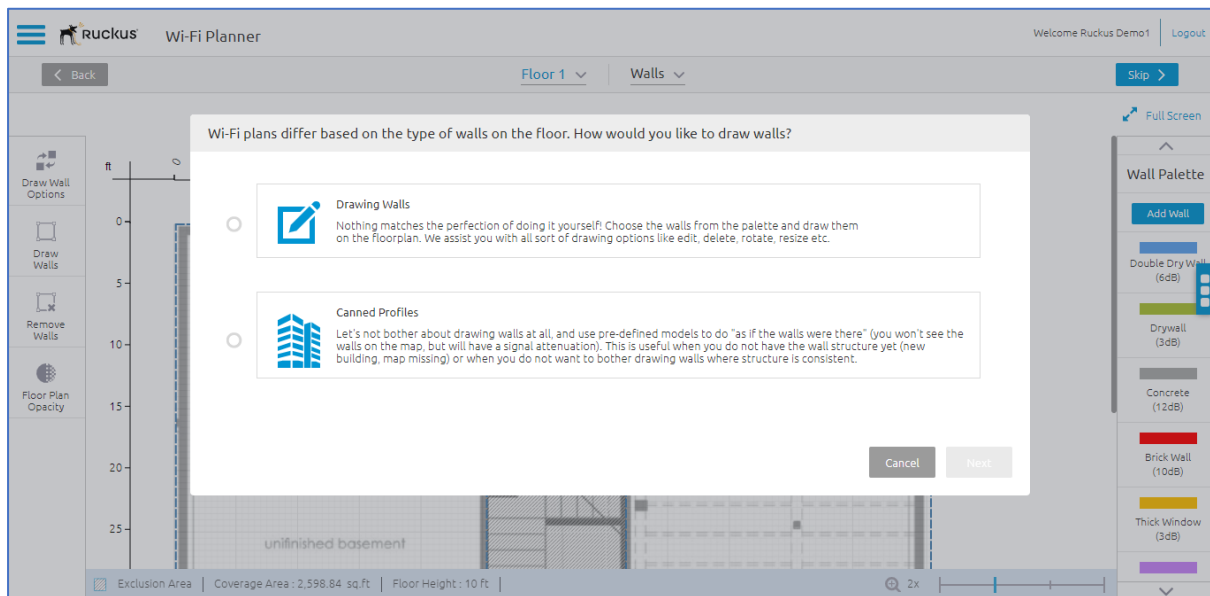 Ruckus
Wi-Fi Planner
Welcome Ruckus Demo1
Logout
Back
Floor 1
Walls
Skip
Full Screen
Wi-Fi plans differ based on the type of walls on the floor. How would you like to draw walls?
Drawing Walls
Nothing matches the perfection of doing it yourself! Choose the walls from the palette and draw them
on the floorplan. We assist you with all sort of drawing options like edit, delete, rotate, resize etc.
Canned Profiles
Let's not bother about drawing walls at all, and use pre-defined models to do "as if the walls were there" (you won't see the
walls on the map, but will have a signal attenuation). This is useful when you do not have the wall structure yet (new
building, map missing) or when you do not want to bother drawing walls where structure is consistent.
Cancel
Next
Draw Wall
Options
Draw
Walls
Remove
Walls
Floor Plan
Opacity
ft
0
0
5
10
15
20
25
unifinished basement
Wall Palette
Add Wall
Double Dry Wall
(6dB)
Drywall
(3dB)
Concrete
(12dB)
Brick Wall
(10dB)
Thick Window
(3dB)
Exclusion Area
Coverage Area : 2,598.84 sq.ft
Floor Height : 10 ft
2x